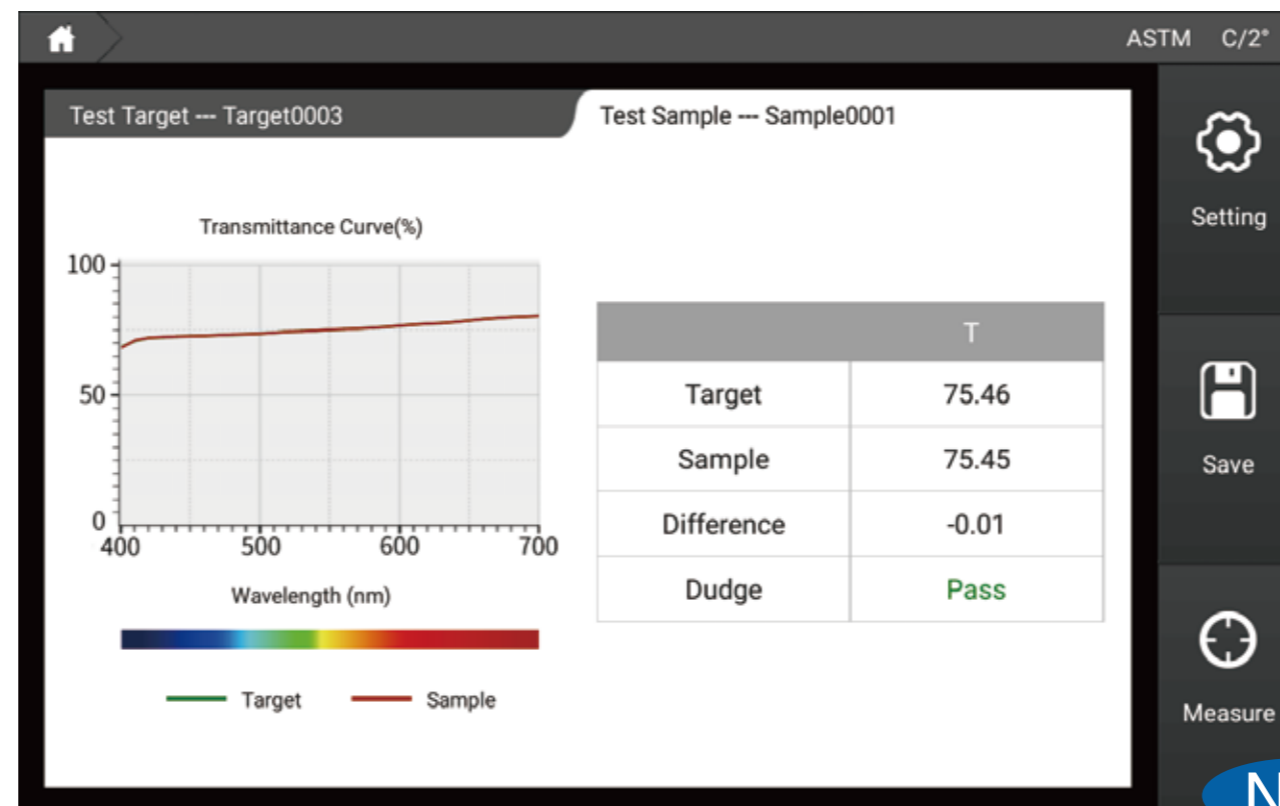 ASTM C/2°
Test Target --- Target0003
Test Sample --- Sample0001
Setting
Transmittance Curve(%)
100
50
0
400 500 600 700
Wavelength (nm)
Target Sample
T
Target 75.46
Sample 75.45
Difference -0.01
Dudge Pass
Save
Measure